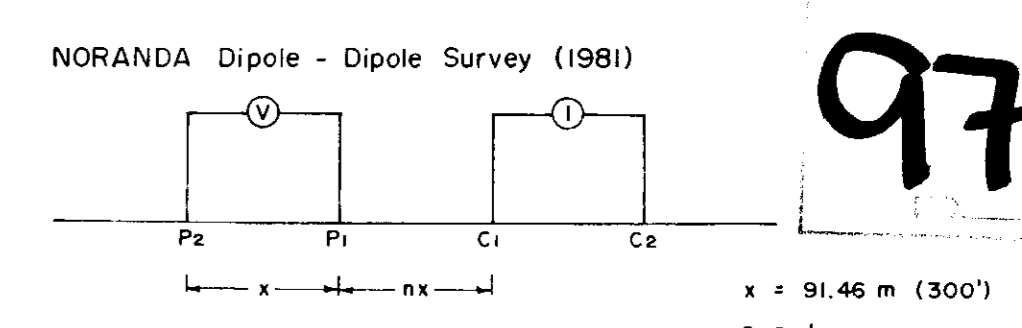 NORANDA Dipole - Dipole Survey (1981)
97
V I
P2 P1 C1 C2
x nx
x = 91.46 m (300')